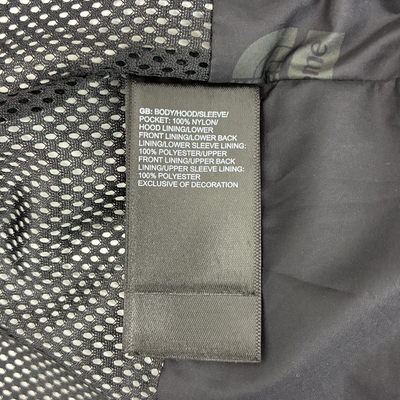 GB: BODY/HOOD/SLEEVE/
POCKET: 100% NYLON/
HOOD LINING/LOWER
FRONT LINING/LOWER BACK
LINING/LOWER SLEEVE LINING:
100% POLYESTER/UPPER
FRONT LINING/UPPER BACK
LINING/UPPER SLEEVE LINING:
100% POLYESTER
EXCLUSIVE OF DECORATION